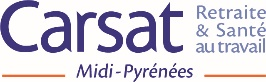 Carsat
Retraite
& Santé
au travail
Midi-Pyrénées